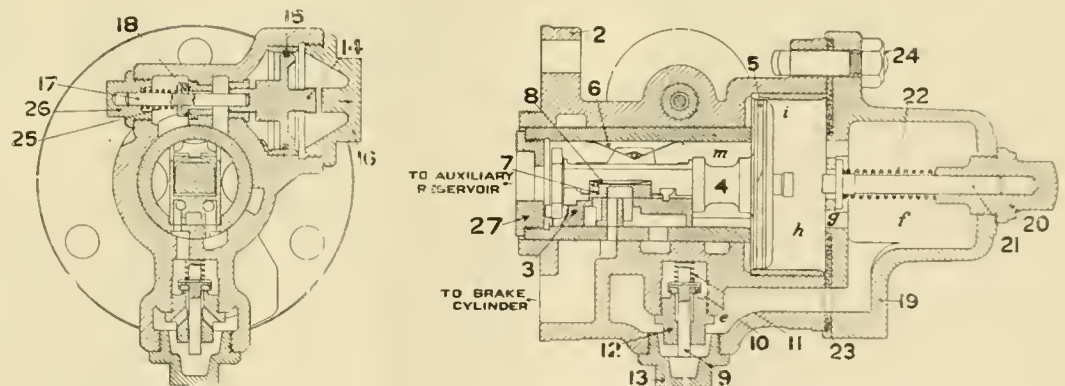 18
15
14
17
26
25
16
2
5
24
8
6
i
22
7
m
TO AUXILIARY
RESERVOIR
4
27
h
g
f
20
21
3
TO BRAKE
CYLINDER
e
19
12
9
10
11
23
13